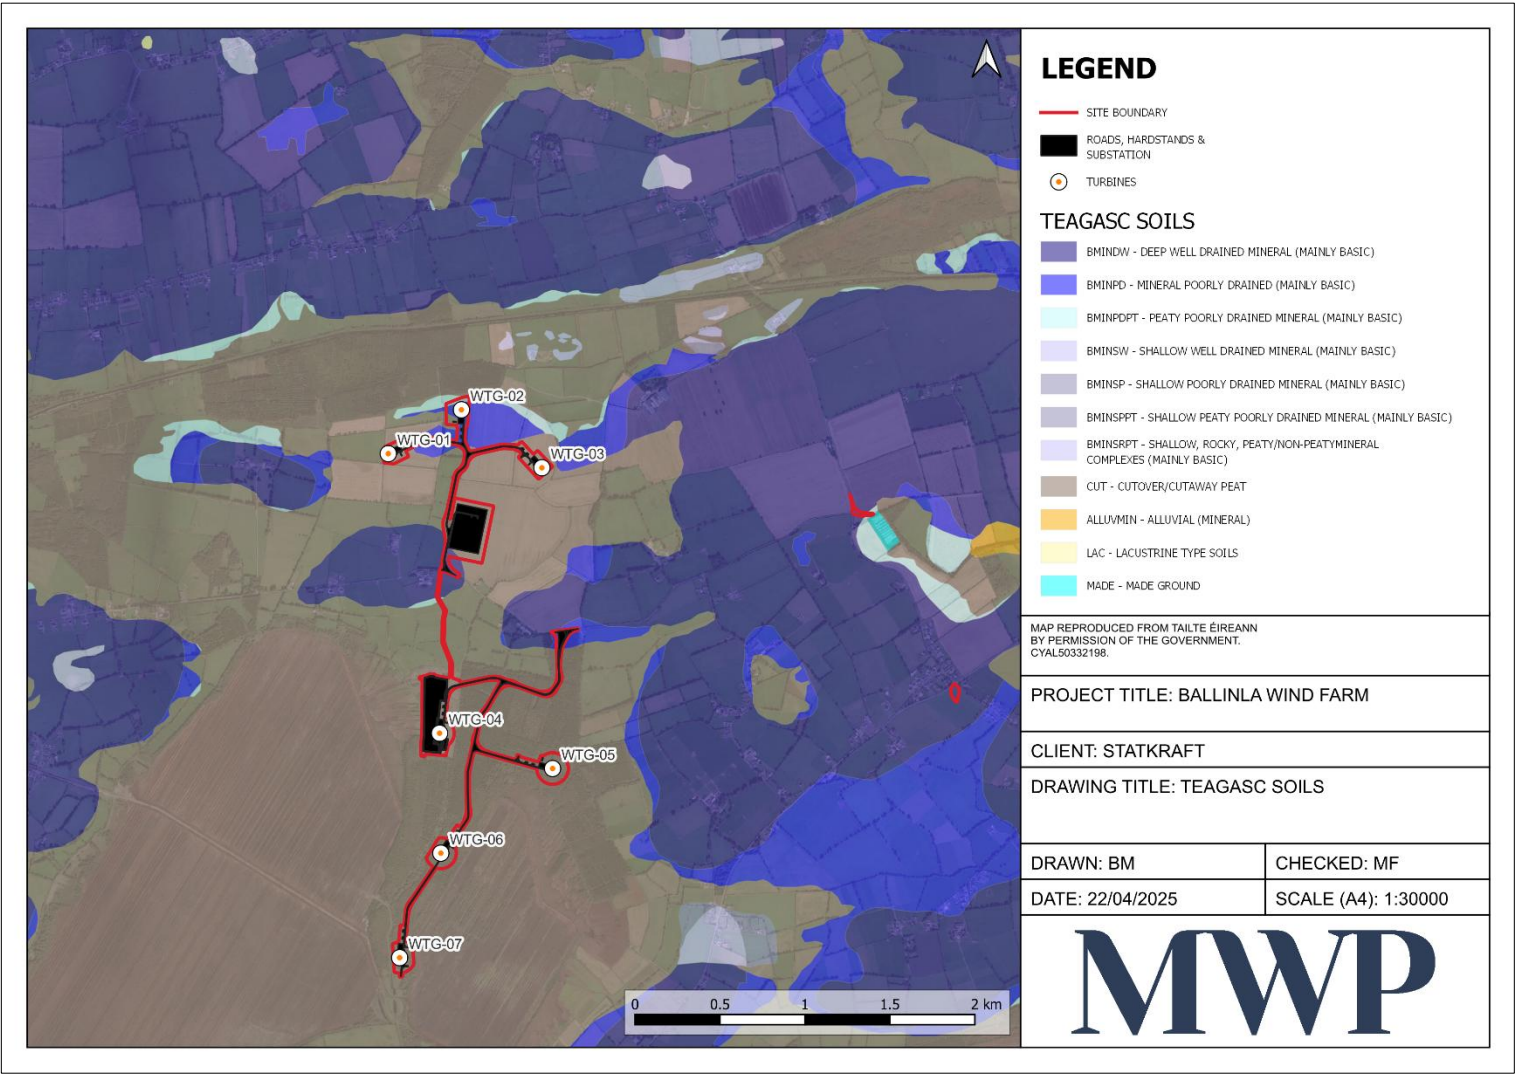 WTG-02
WTG-01
WTG-03
WTG-04
WTG-05
WTG-06
WTG-07
0 0.5 1 1.5 2 km
LEGEND
SITE BOUNDARY
ROADS, HARDSTANDS &
SUBSTATION
TURBINES
TEAGASC SOILS
BMINDW - DEEP WELL DRAINED MINERAL (MAINLY BASIC)
BMINPD - MINERAL POORLY DRAINED (MAINLY BASIC)
BMINPDPT - PEATY POORLY DRAINED MINERAL (MAINLY BASIC)
BMINSW - SHALLOW WELL DRAINED MINERAL (MAINLY BASIC)
BMINSP - SHALLOW POORLY DRAINED MINERAL (MAINLY BASIC)
BMINSPPT - SHALLOW PEATY POORLY DRAINED MINERAL (MAINLY BASIC)
BMINSRPT - SHALLOW, ROCKY, PEATY/NON-PEATYMINERAL
COMPLEXES (MAINLY BASIC)
CUT - CUTOVER/CUTAWAY PEAT
ALLUVMIN - ALLUVIAL (MINERAL)
LAC - LACUSTRINE TYPE SOILS
MADE - MADE GROUND
MAP REPRODUCED FROM TAILTE ÉIREANN
BY PERMISSION OF THE GOVERNMENT.
CYAL50332198.
PROJECT TITLE: BALLINLA WIND FARM
CLIENT: STATKRAFT
DRAWING TITLE: TEAGASC SOILS
DRAWN: BM
CHECKED: MF
DATE: 22/04/2025
SCALE (A4): 1:30000
MWP